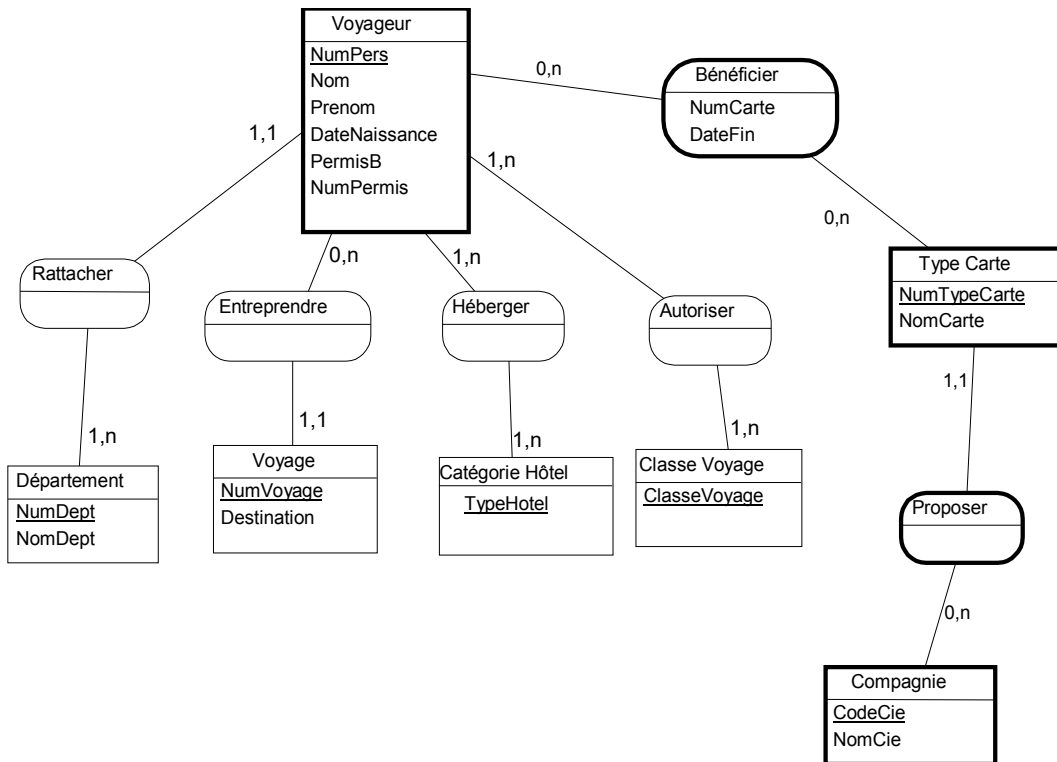 Voyageur
NumPers
Nom
Prenom
DateNaissance
PermisB
NumPermis
0,n
Bénéficier
NumCarte
DateFin
1,1
1,n
0,n
0,n
1,n
Rattacher
Entreprendre
Héberger
Autoriser
Type Carte
NumTypeCarte
NomCarte
1,1
1,n
1,1
1,n
1,n
Département
NumDept
NomDept
Voyage
NumVoyage
Destination
Catégorie Hôtel
TypeHotel
Classe Voyage
ClasseVoyage
Proposer
0,n
Compagnie
CodeCie
NomCie